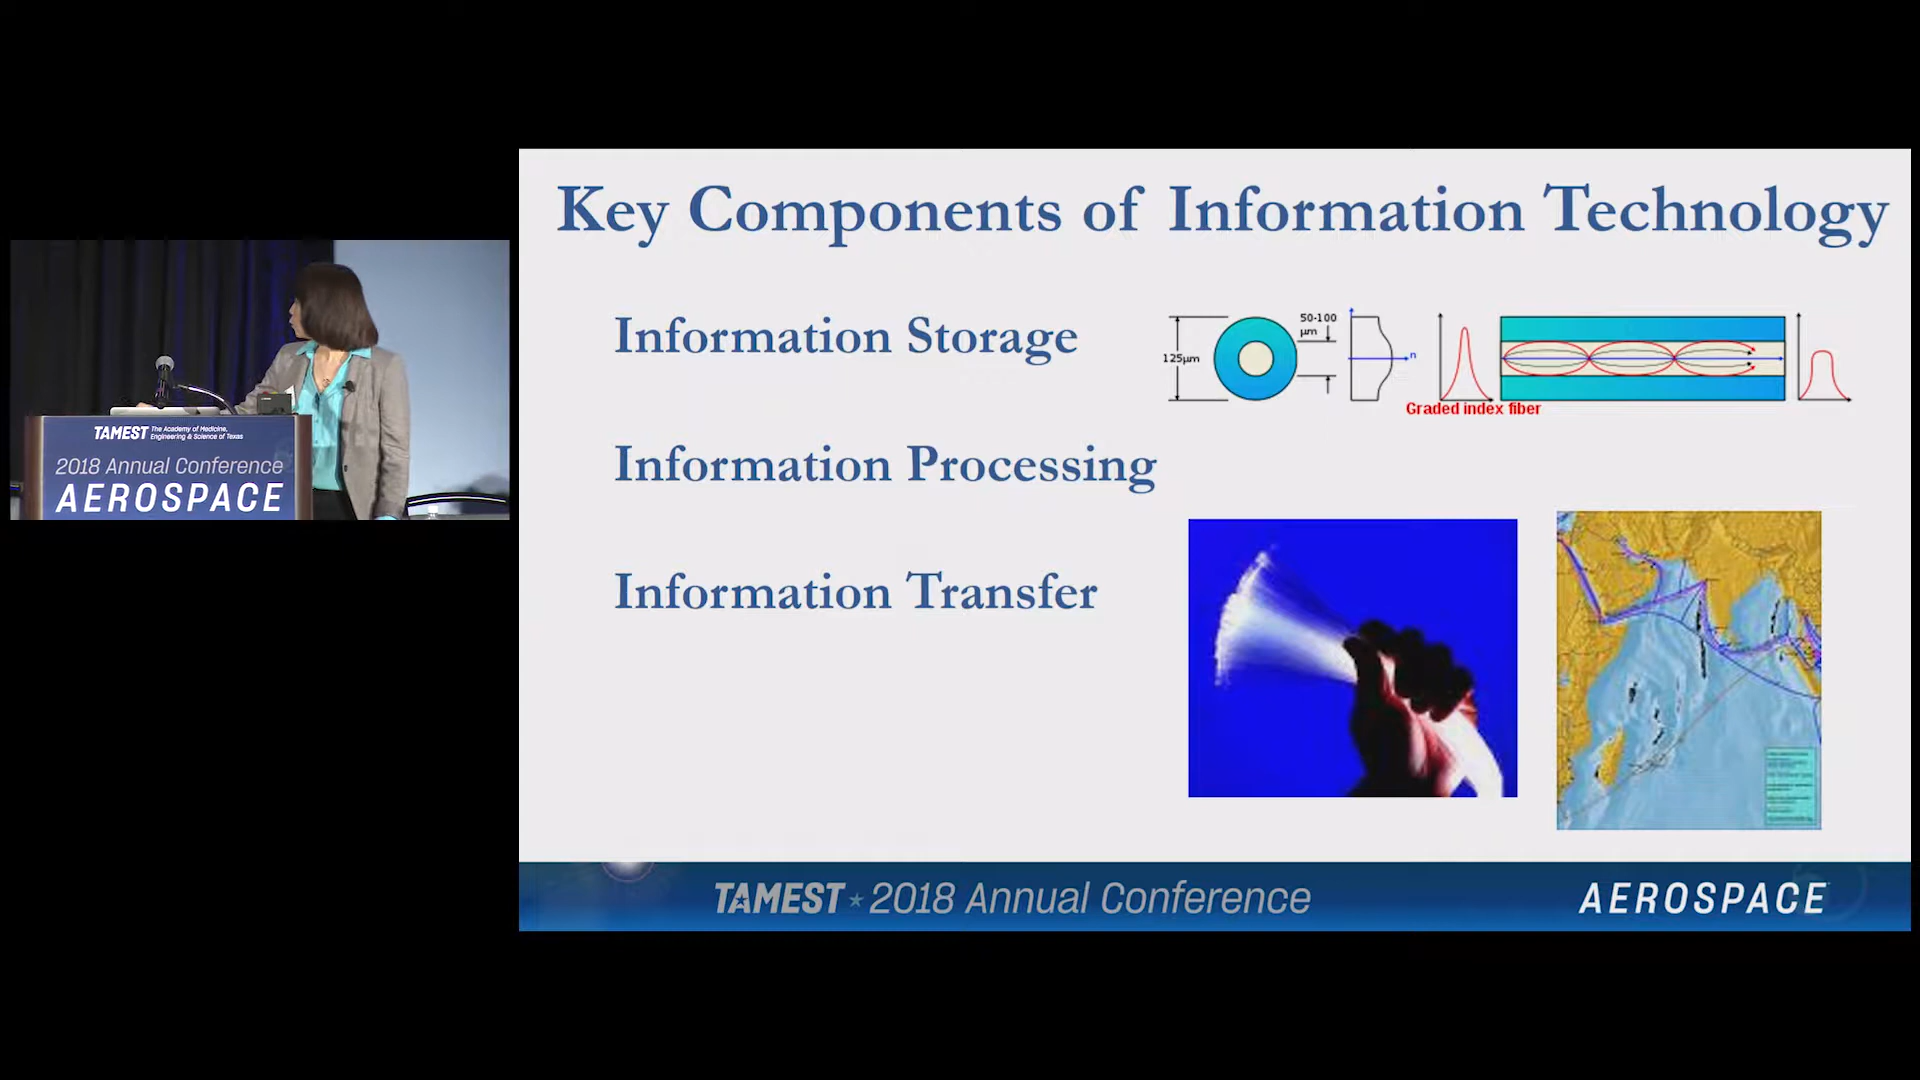 TAMEST The Academy of Medicine,
Engineering & Science of Texas
2018 Annual Conference
AEROSPACE
Key Components of Information Technology
Information Storage
Information Processing
Information Transfer
125µm
50-100
µm
n
Graded index fiber
TAMEST 2018 Annual Conference
AEROSPACE